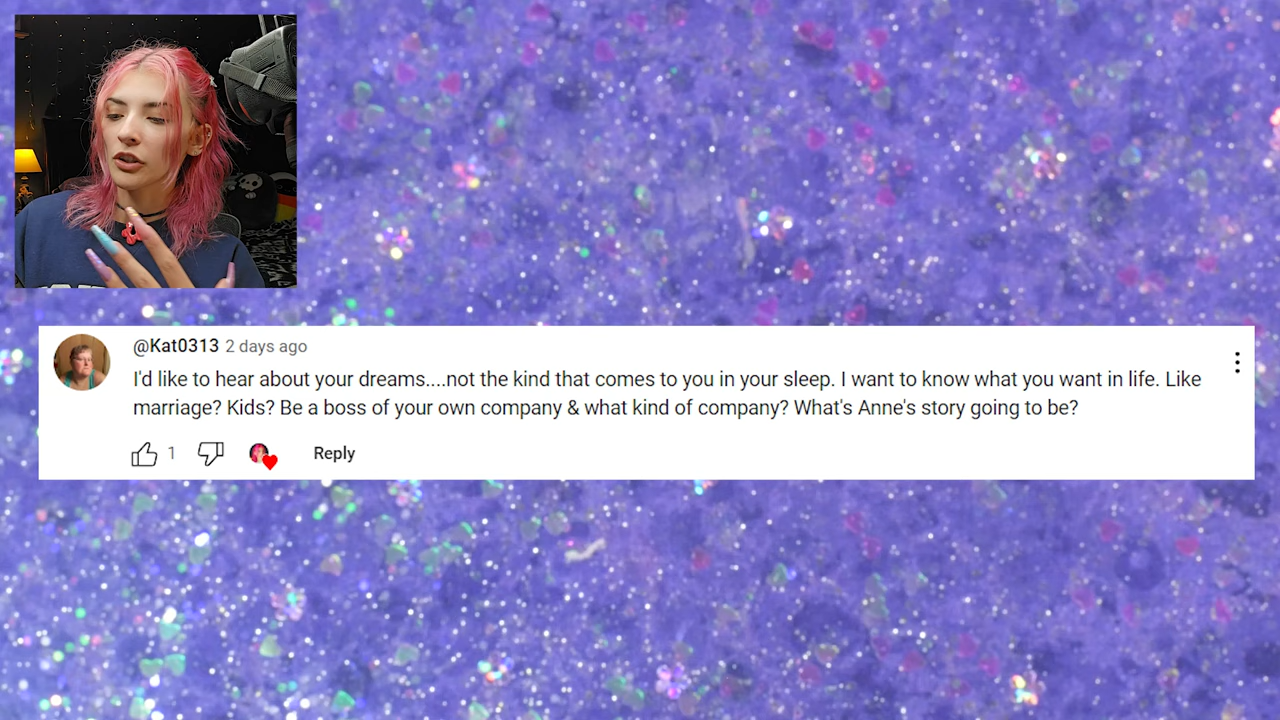 @Kat0313 2 days ago
I'd like to hear about your dreams....not the kind that comes to you in your sleep. I want to know what you want in life. Like
marriage? Kids? Be a boss of your own company & what kind of company? What's Anne's story going to be?
1 Reply